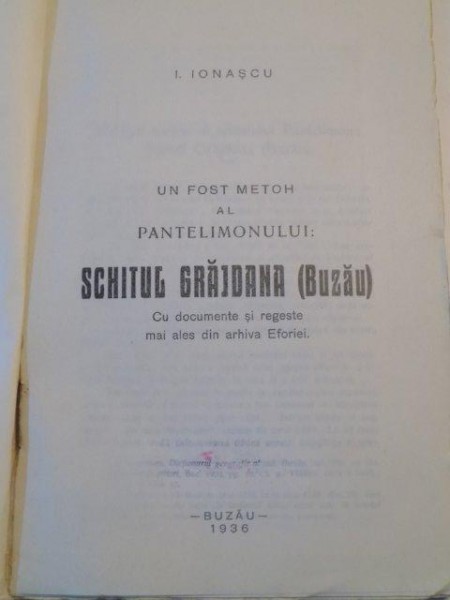 I. IONAȘCU
UN FOST METOH
AL
PANTELIMONULUI:
SCHITUL GRĂJDANA (Buzău)
Cu documente și regeste
mai ales din arhiva Eforiei.
—BUZĂU—
1936